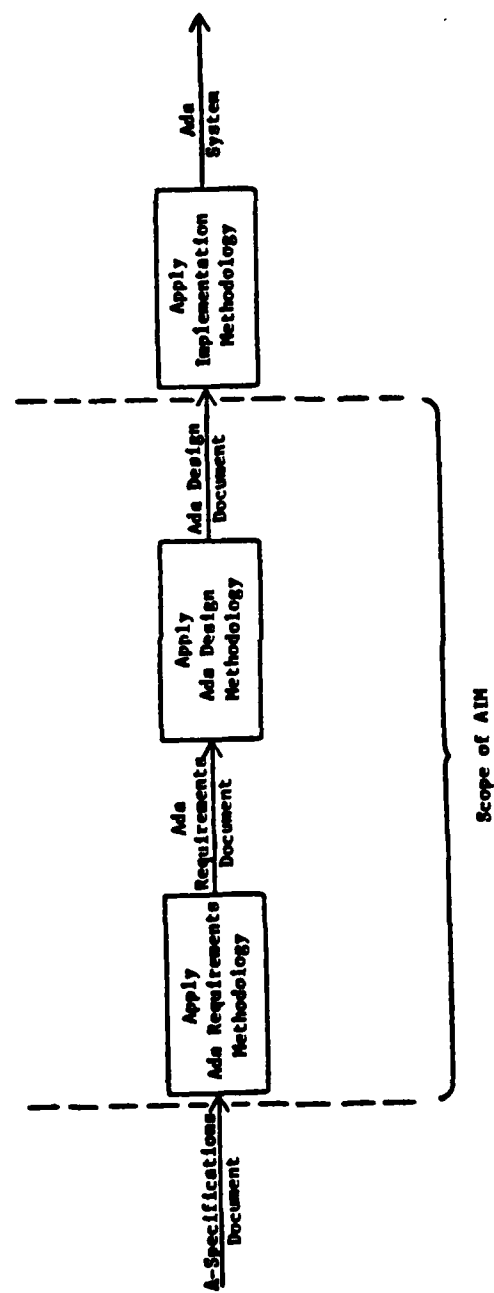 A-Specifications
Document
Apply
Ada Requirements
Methodology
Ada
Requirements
Document
Apply
Ada Design
Methodology
Ada Design
Document
Apply
Implementation
Methodology
Ada
System
Scope of AIM